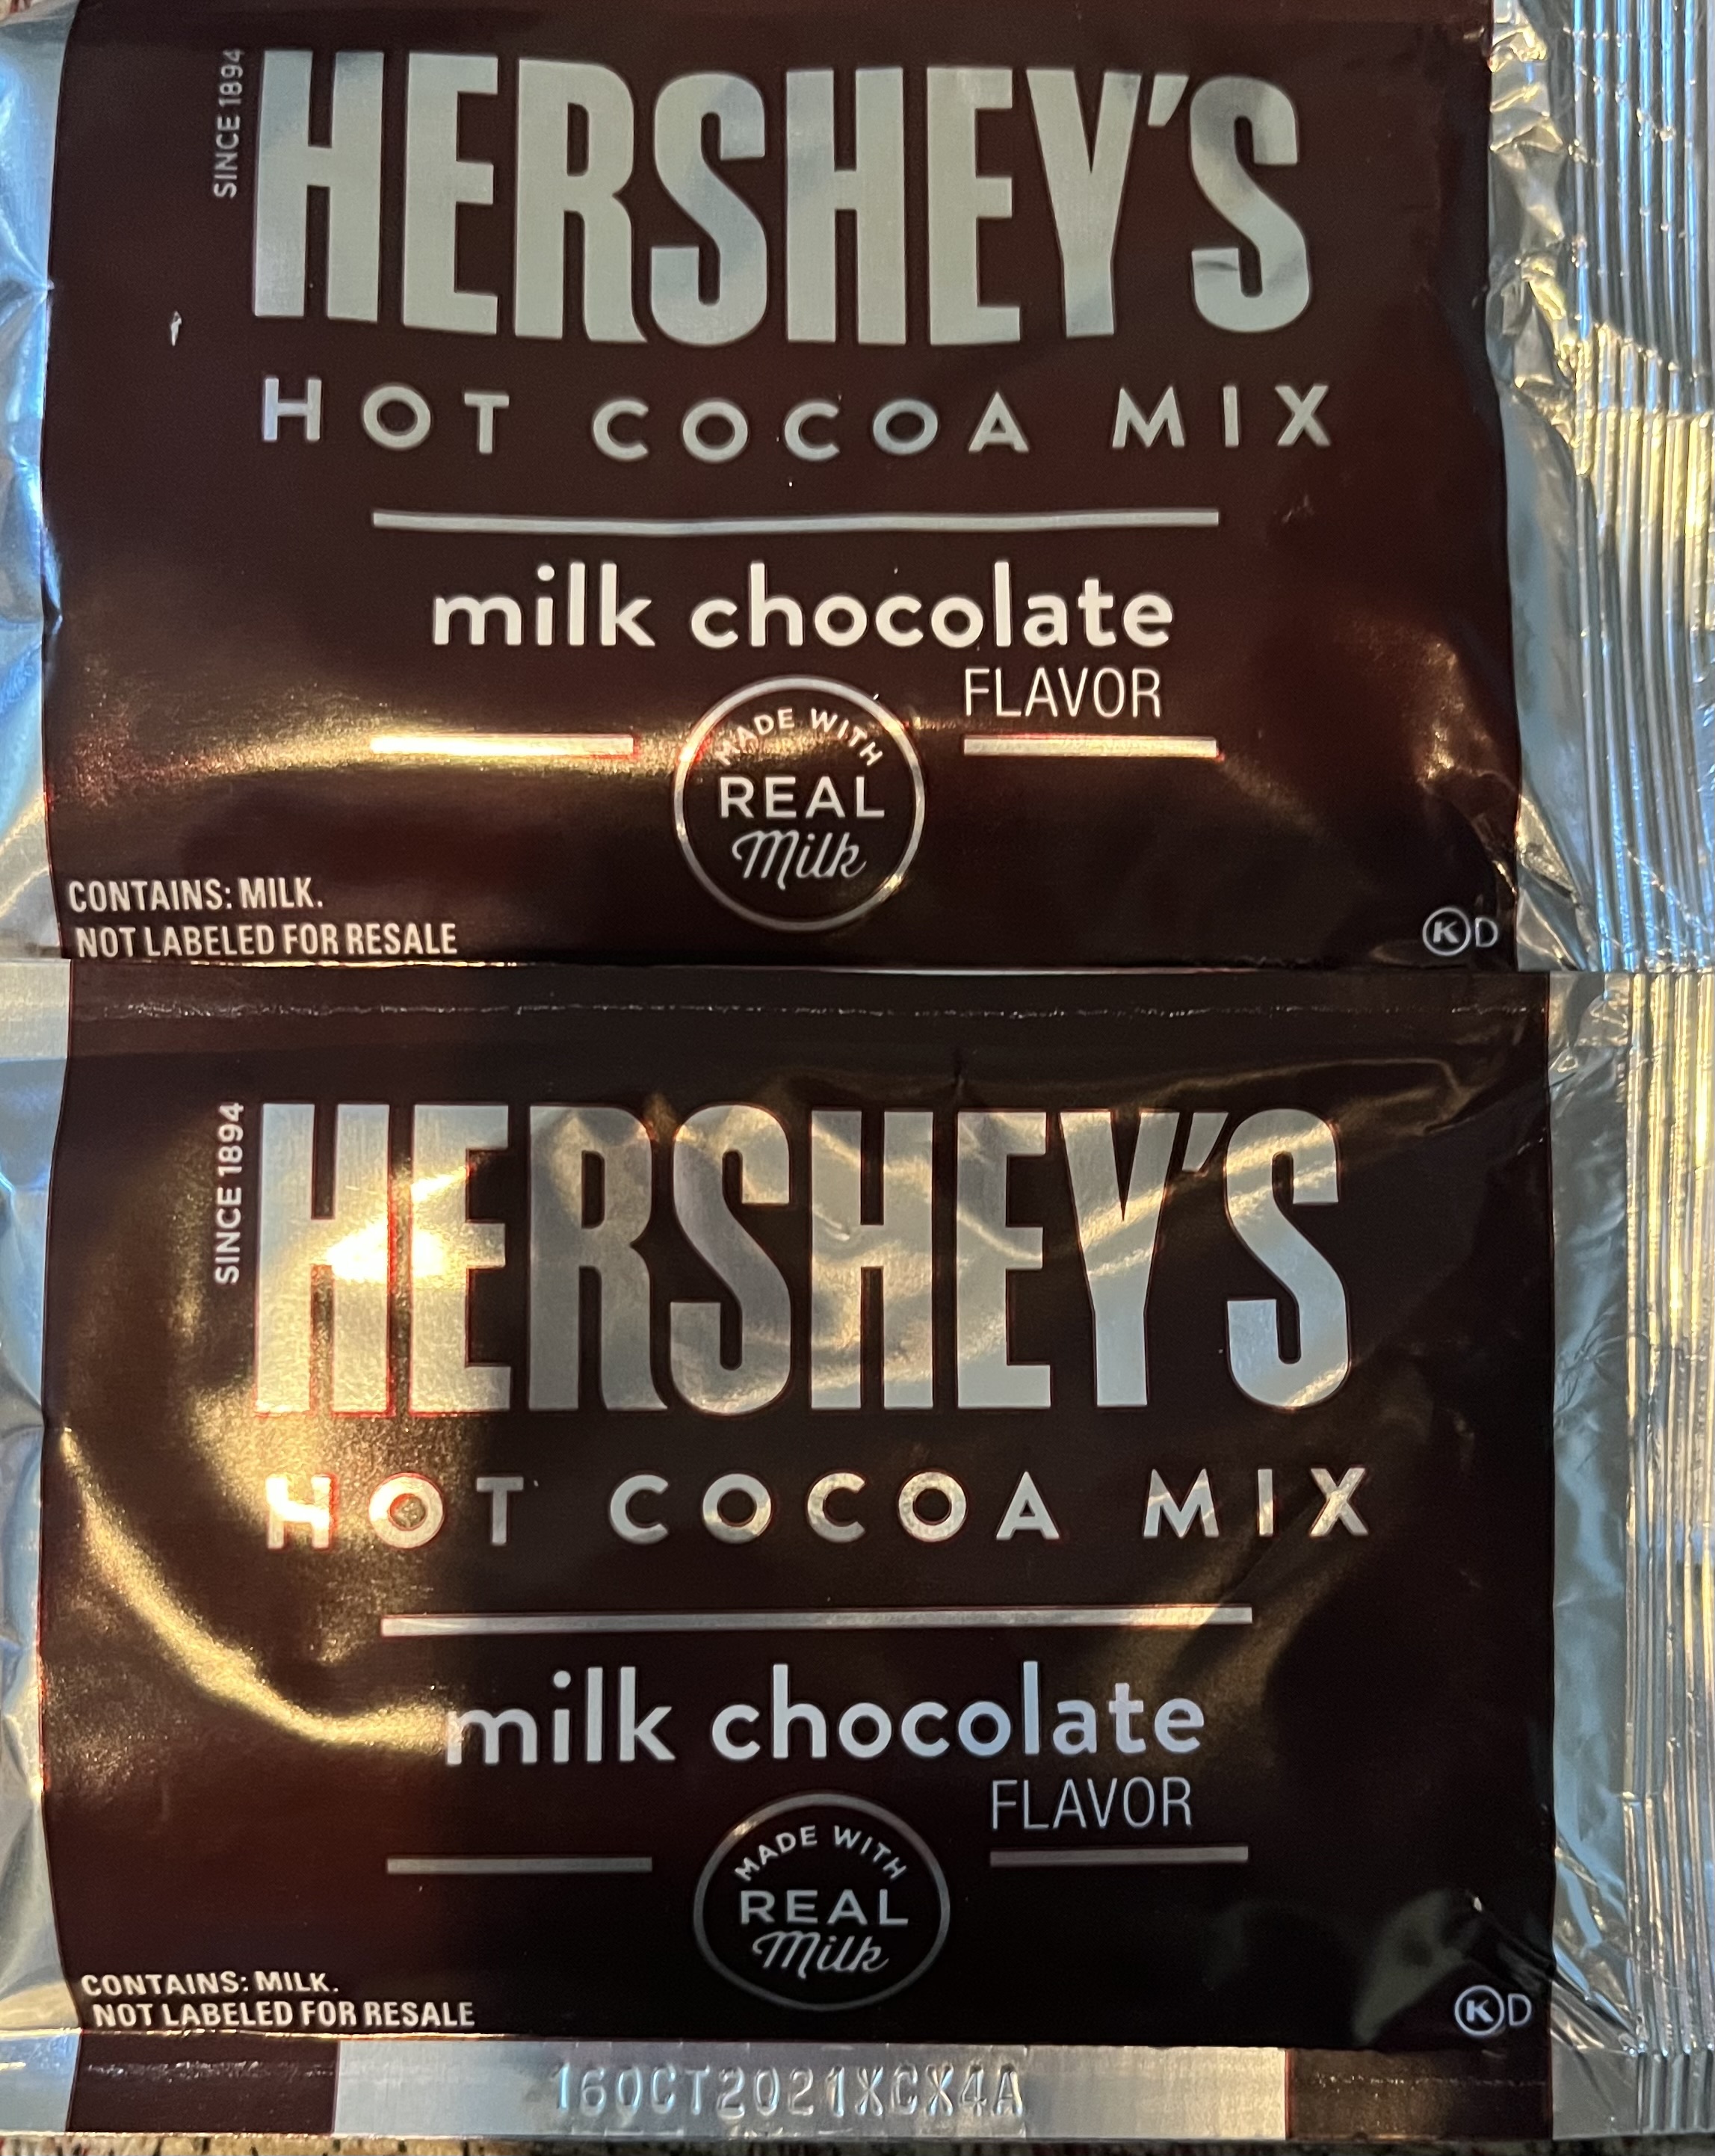 SINCE 1894
HERSHEY'S
HOT COCOA MIX
milk chocolate
FLAVOR
MADE WITH
REAL
Milk
CONTAINS: MILK.
NOT LABELED FOR RESALE
K D
SINCE 1894
HERSHEY'S
HOT COCOA MIX
milk chocolate
FLAVOR
MADE WITH
REAL
Milk
CONTAINS: MILK.
NOT LABELED FOR RESALE
K D
16OCT2021XCX4A